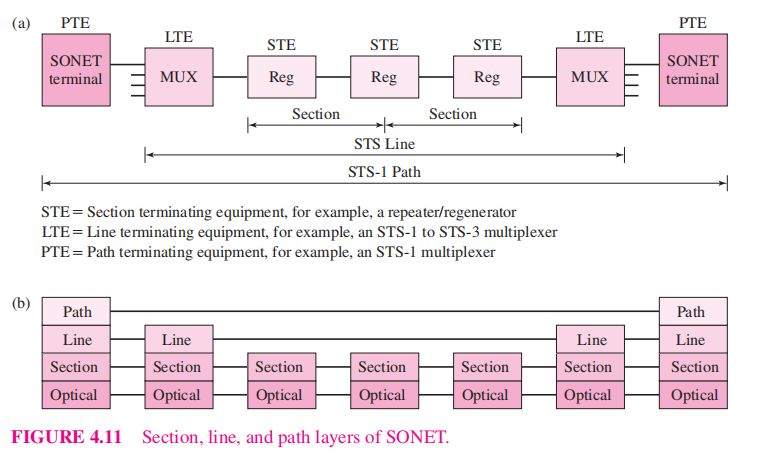 (a) PTE PTE
LTE LTE
STE STE STE
SONET terminal MUX Reg Reg Reg MUX SONET terminal
Section Section
STS Line
STS-1 Path
STE = Section terminating equipment, for example, a repeater/regenerator
LTE = Line terminating equipment, for example, an STS-1 to STS-3 multiplexer
PTE = Path terminating equipment, for example, an STS-1 multiplexer
(b)
Path Path
Line Line Line Line
Section Section Section Section Section Section Section
Optical Optical Optical Optical Optical Optical Optical
FIGURE 4.11 Section, line, and path layers of SONET.